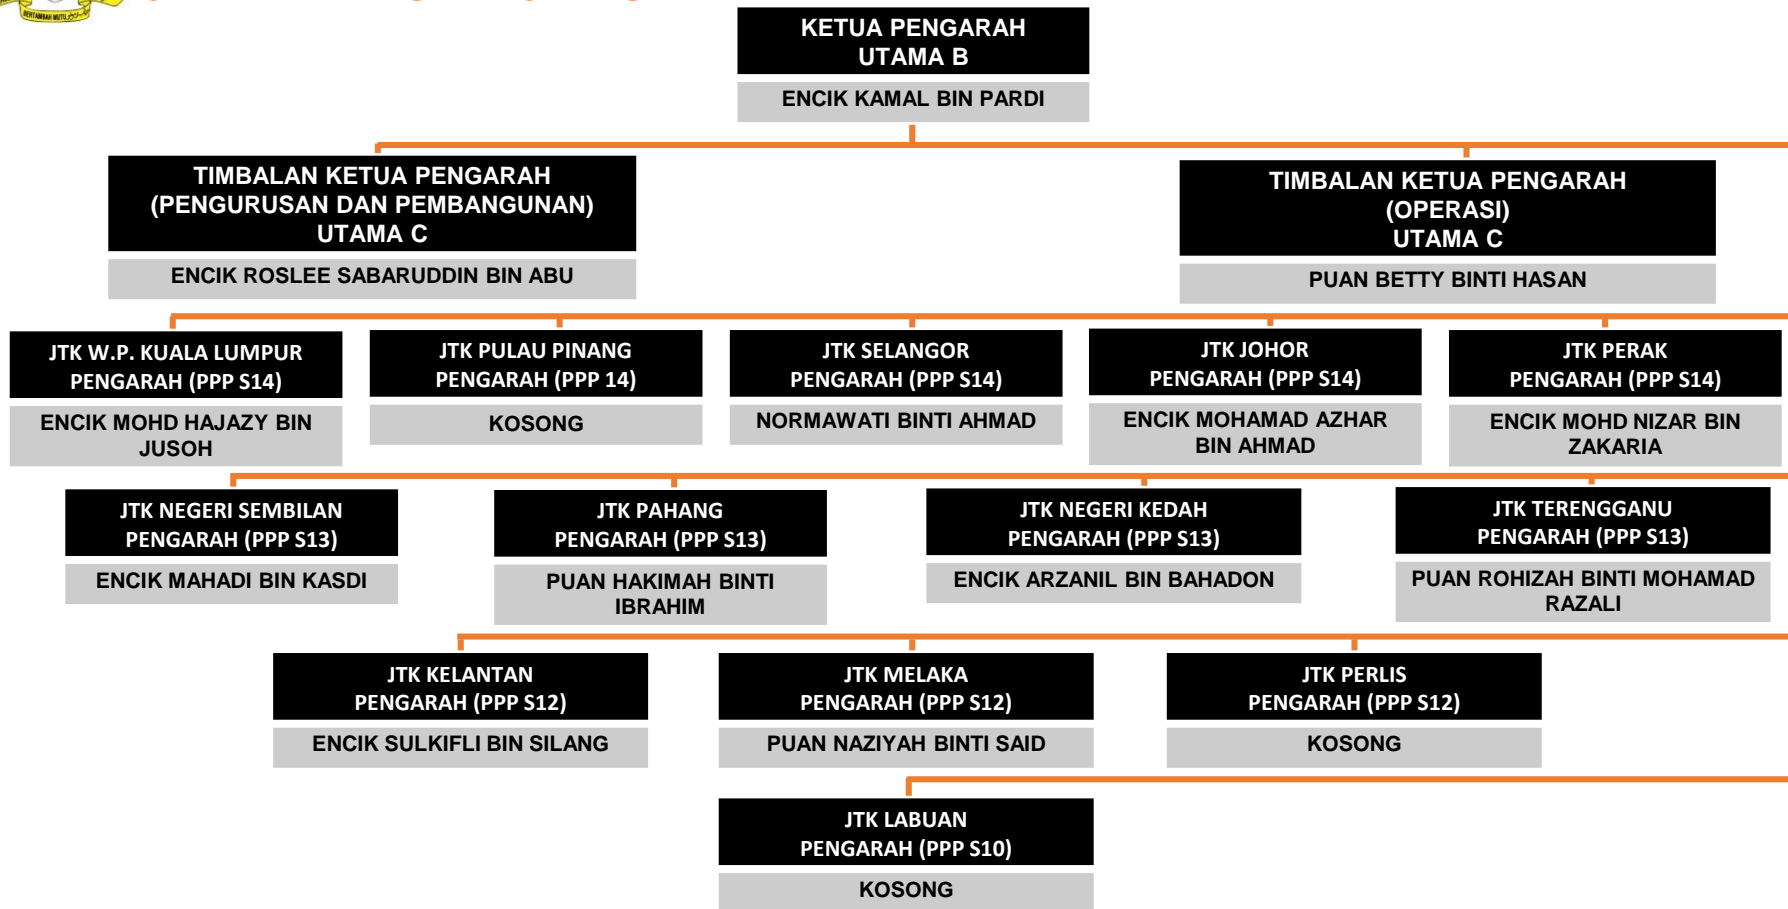 BERTAMBAH MUTU
KETUA PENGARAH
UTAMA B
ENCIK KAMAL BIN PARDI
TIMBALAN KETUA PENGARAH
(PENGURUSAN DAN PEMBANGUNAN)
UTAMA C
ENCIK ROSLEE SABARUDDIN BIN ABU
TIMBALAN KETUA PENGARAH
(OPERASI)
UTAMA C
PUAN BETTY BINTI HASAN
JTK W.P. KUALA LUMPUR
PENGARAH (PPP S14)
ENCIK MOHD HAJAZY BIN
JUSOH
JTK PULAU PINANG
PENGARAH (PPP 14)
KOSONG
JTK SELANGOR
PENGARAH (PPP S14)
NORMAWATI BINTI AHMAD
JTK JOHOR
PENGARAH (PPP S14)
ENCIK MOHAMAD AZHAR
BIN AHMAD
JTK PERAK
PENGARAH (PPP S14)
ENCIK MOHD NIZAR BIN
ZAKARIA
JTK NEGERI SEMBILAN
PENGARAH (PPP S13)
ENCIK MAHADI BIN KASDI
JTK PAHANG
PENGARAH (PPP S13)
PUAN HAKIMAH BINTI
IBRAHIM
JTK NEGERI KEDAH
PENGARAH (PPP S13)
ENCIK ARZANIL BIN BAHADON
JTK TERENGGANU
PENGARAH (PPP S13)
PUAN ROHIZAH BINTI MOHAMAD
RAZALI
JTK KELANTAN
PENGARAH (PPP S12)
ENCIK SULKIFLI BIN SILANG
JTK MELAKA
PENGARAH (PPP S12)
PUAN NAZIYAH BINTI SAID
JTK PERLIS
PENGARAH (PPP S12)
KOSONG
JTK LABUAN
PENGARAH (PPP S10)
KOSONG